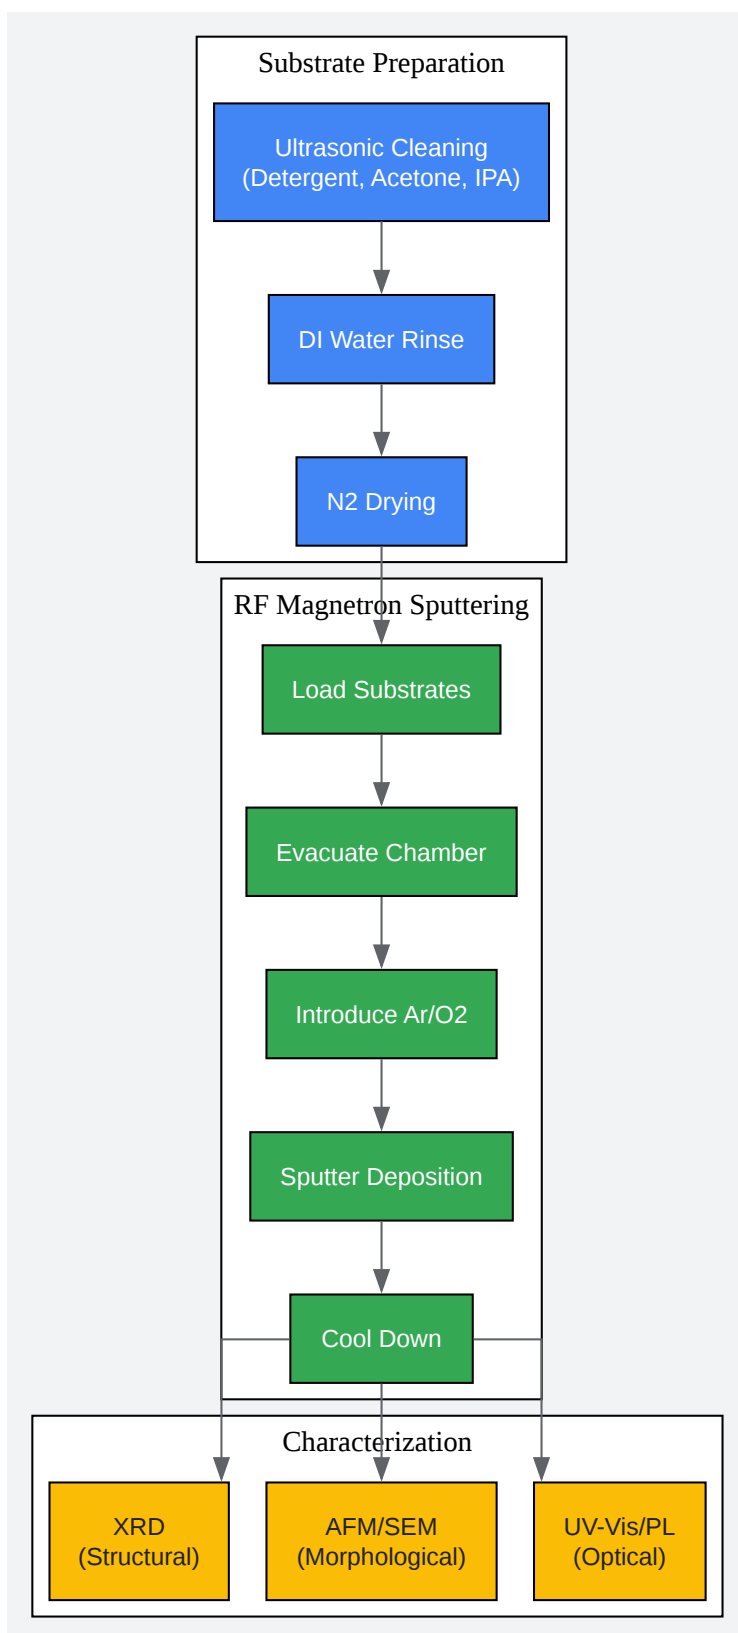 Substrate Preparation
Ultrasonic Cleaning
(Detergent, Acetone, IPA)
DI Water Rinse
N2 Drying
RF Magnetron Sputtering
Load Substrates
Evacuate Chamber
Introduce Ar/O2
Sputter Deposition
Cool Down
Characterization
XRD
(Structural)
AFM/SEM
(Morphological)
UV-Vis/PL
(Optical)